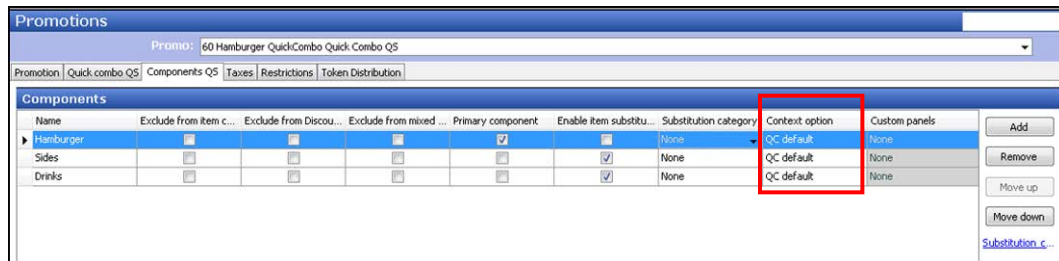 Promotions
Promo: 60 Hamburger QuickCombo Quick Combo QS
Promotion Quick combo QS Components QS Taxes Restrictions Token Distribution
Components
Name Exclude from item c... Exclude from Discou... Exclude from mixed ... Primary component Enable item substitu... Substitution category Context option Custom panels
Hamburger None QC default None
Sides None QC default None
Drinks None QC default None
Add
Remove
Move up
Move down
Substitution c...